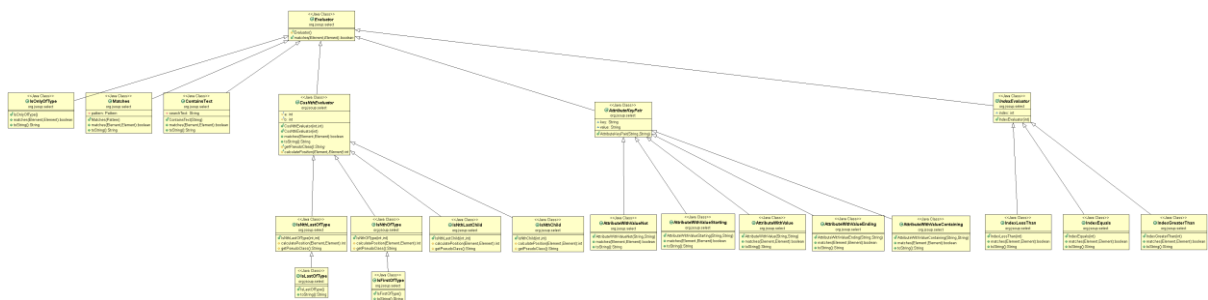 <<Java Class>>
Evaluator
org.jsoup.select
Evaluator()
matches(Element,Element):boolean
<<Java Class>>
IsOnlyOfType
org.jsoup.select
IsOnlyOfType()
matches(Element,Element):boolean
toString():String
<<Java Class>>
Matches
org.jsoup.select
pattern: Pattern
Matches(Pattern)
matches(Element,Element):boolean
toString():String
<<Java Class>>
ContainsText
org.jsoup.select
searchText: String
ContainsText(String)
matches(Element,Element):boolean
toString():String
<<Java Class>>
CssNthEvaluator
org.jsoup.select
a: int
b: int
CssNthEvaluator(int,int)
CssNthEvaluator(int)
matches(Element,Element):boolean
toString():String
getPseudoClass():String
calculatePosition(Element,Element):int
<<Java Class>>
AttributeKeyPair
org.jsoup.select
key: String
value: String
AttributeKeyPair(String,String)
<<Java Class>>
IndexEvaluator
org.jsoup.select
index: int
IndexEvaluator(int)
<<Java Class>>
IsNthLastOfType
org.jsoup.select
IsNthLastOfType(int,int)
calculatePosition(Element,Element):int
getPseudoClass():String
<<Java Class>>
IsNthOfType
org.jsoup.select
IsNthOfType(int,int)
calculatePosition(Element,Element):int
getPseudoClass():String
<<Java Class>>
IsNthLastChild
org.jsoup.select
IsNthLastChild(int,int)
calculatePosition(Element,Element):int
getPseudoClass():String
<<Java Class>>
IsNthChild
org.jsoup.select
IsNthChild(int,int)
calculatePosition(Element,Element):int
getPseudoClass():String
<<Java Class>>
AttributeWithValueNot
org.jsoup.select
AttributeWithValueNot(String,String)
matches(Element,Element):boolean
toString():String
<<Java Class>>
AttributeWithValueStarting
org.jsoup.select
AttributeWithValueStarting(String,String)
matches(Element,Element):boolean
toString():String
<<Java Class>>
AttributeWithValue
org.jsoup.select
AttributeWithValue(String,String)
matches(Element,Element):boolean
toString():String
<<Java Class>>
AttributeWithValueEnding
org.jsoup.select
AttributeWithValueEnding(String,String)
matches(Element,Element):boolean
toString():String
<<Java Class>>
AttributeWithValueContaining
org.jsoup.select
AttributeWithValueContaining(String,String)
matches(Element,Element):boolean
toString():String
<<Java Class>>
IndexLessThan
org.jsoup.select
IndexLessThan(int)
matches(Element,Element):boolean
toString():String
<<Java Class>>
IndexEquals
org.jsoup.select
IndexEquals(int)
matches(Element,Element):boolean
toString():String
<<Java Class>>
IndexGreaterThan
org.jsoup.select
IndexGreaterThan(int)
matches(Element,Element):boolean
toString():String
<<Java Class>>
IsLastOfType
org.jsoup.select
IsLastOfType()
toString():String
<<Java Class>>
IsFirstOfType
org.jsoup.select
IsFirstOfType()
toString():String